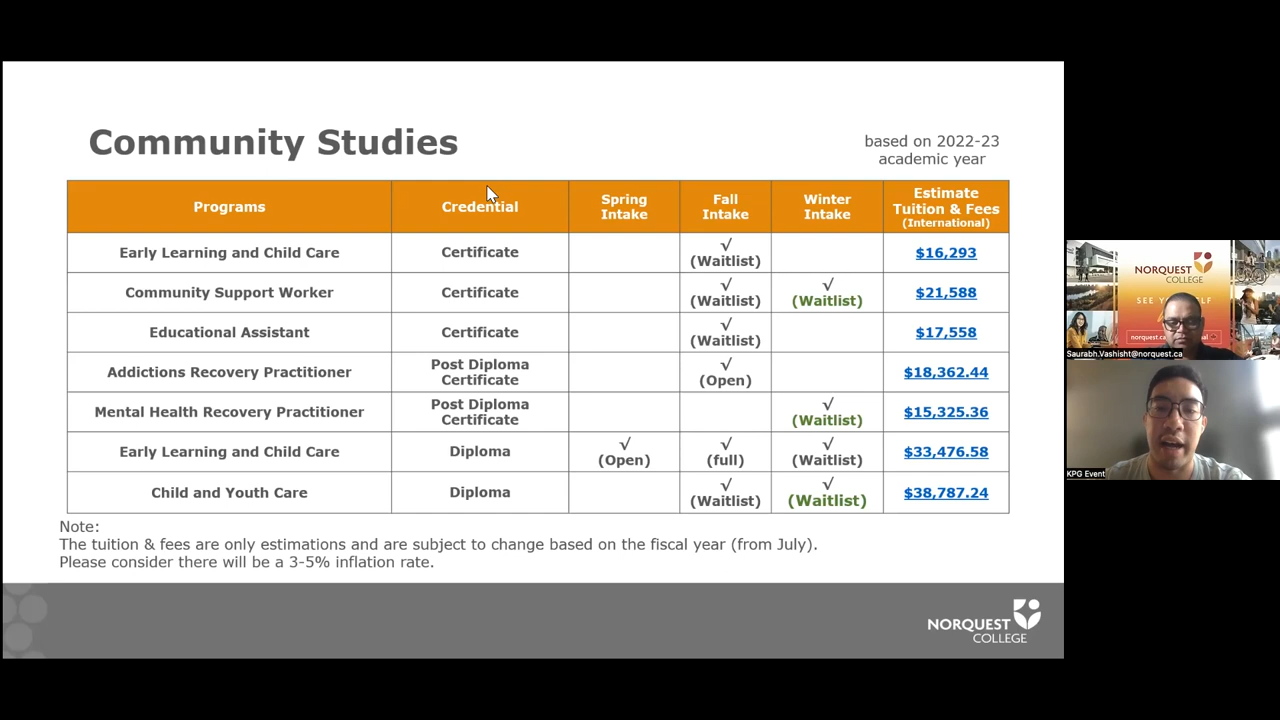 Community Studies
based on 2022-23
academic year
Programs Credential Spring Intake Fall Intake Winter Intake Estimate Tuition & Fees (International)
Early Learning and Child Care Certificate √ (Waitlist) $16,293
Community Support Worker Certificate √ (Waitlist) √ (Waitlist) $21,588
Educational Assistant Certificate √ (Waitlist) $17,558
Addictions Recovery Practitioner Post Diploma Certificate √ (Open) $18,362.44
Mental Health Recovery Practitioner Post Diploma Certificate √ (Waitlist) $15,325.36
Early Learning and Child Care Diploma √ (Open) √ (full) √ (Waitlist) $33,476.58
Child and Youth Care Diploma √ (Waitlist) √ (Waitlist) $38,787.24
Note:
The tuition & fees are only estimations and are subject to change based on the fiscal year (from July).
Please consider there will be a 3-5% inflation rate.
NORQUEST
COLLEGE
NORQUEST
COLLEGE
SEE
Saurabh.Vashisht@norquest.ca
KPG Event